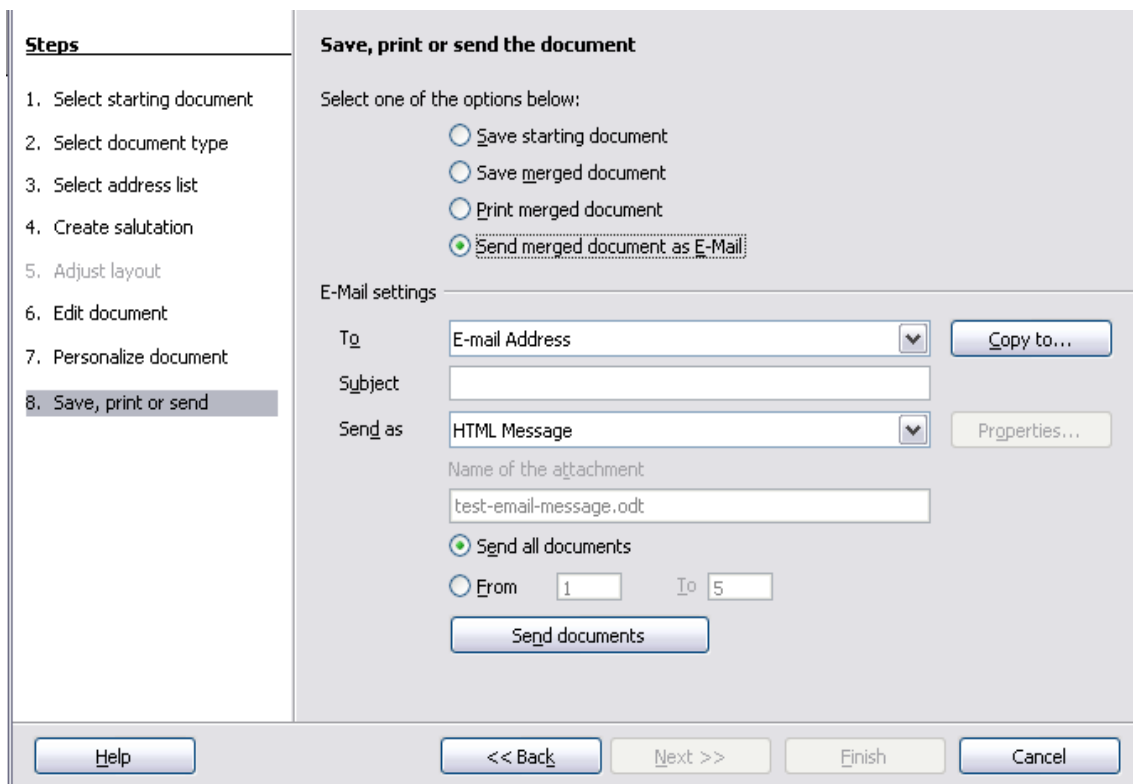 Steps
1. Select starting document
2. Select document type
3. Select address list
4. Create salutation
5. Adjust layout
6. Edit document
7. Personalize document
8. Save, print or send
Save, print or send the document
Select one of the options below:
Save starting document
Save merged document
Print merged document
Send merged document as E-Mail
E-Mail settings
To E-mail Address Copy to...
Subject
Send as HTML Message Properties...
Name of the attachment
test-email-message.odt
Send all documents
From 1 To 5
Send documents
Help << Back Next >> Finish Cancel